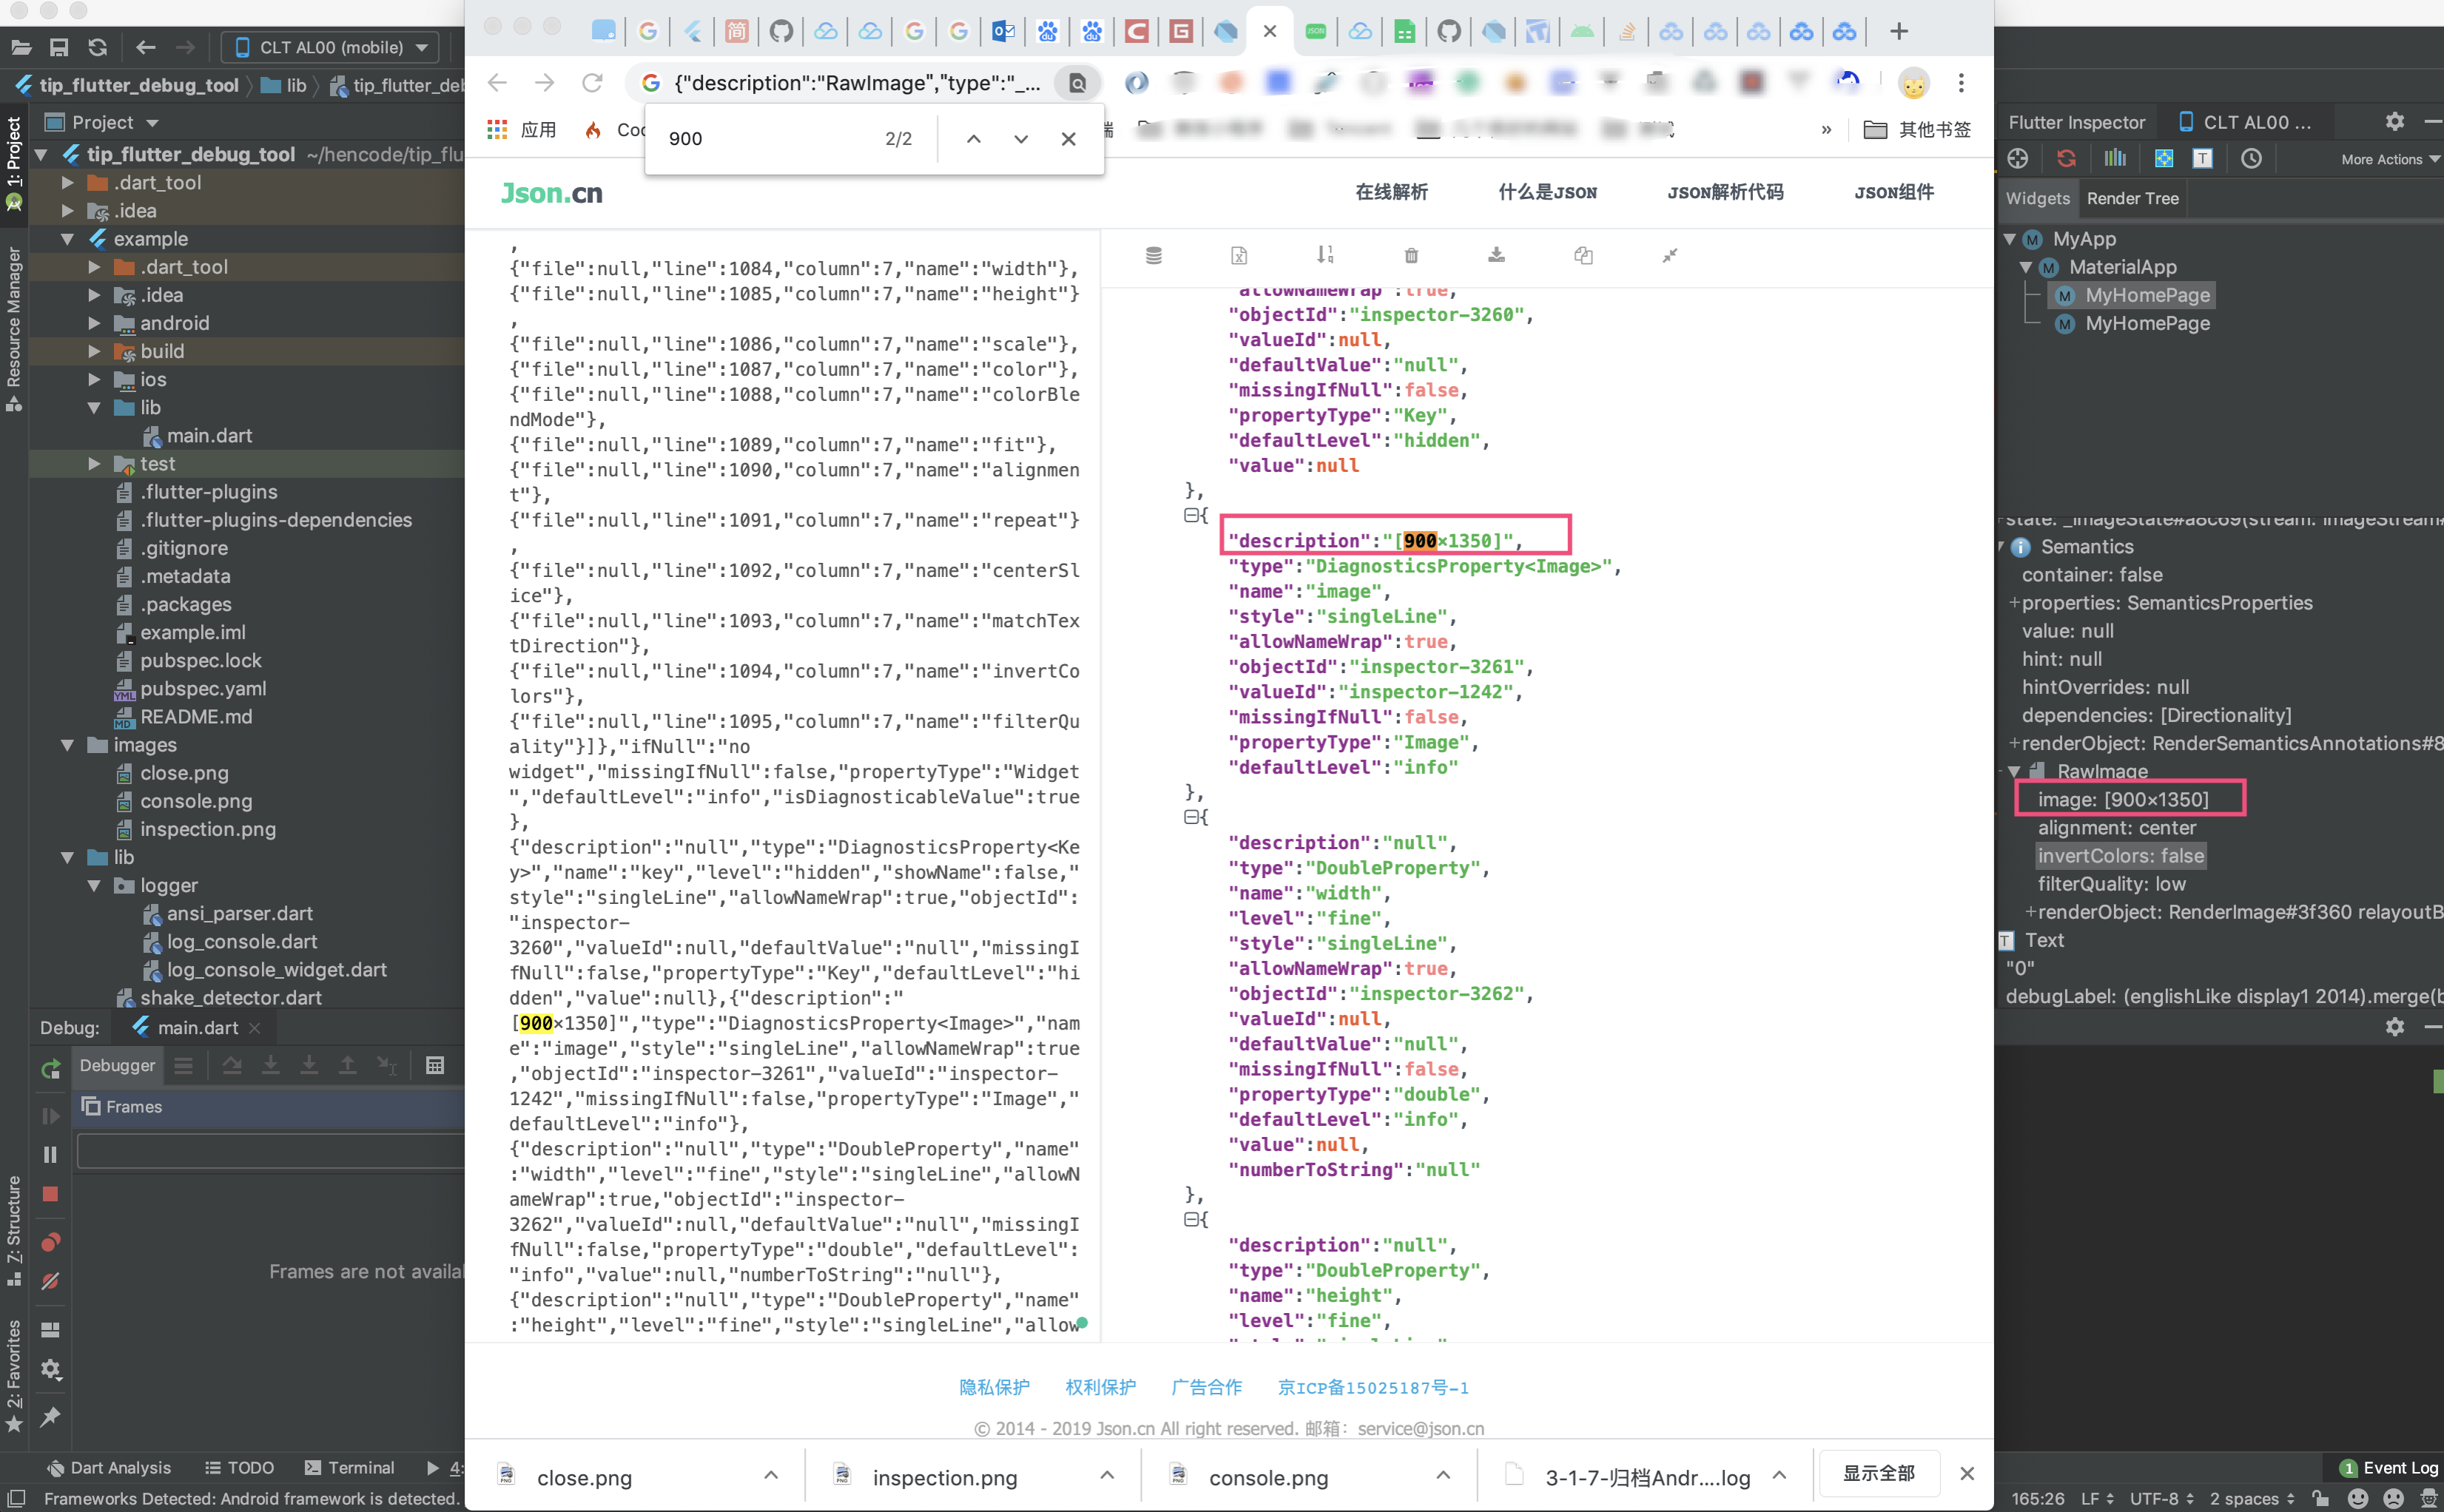 CLT AL00 (mobile)
tip_flutter_debug_tool
lib
tip_flutter_deb
1: Project
Resource Manager
Z: Structure
2: Favorites
Project
tip_flutter_debug_tool ~/hencode/tip_flu
.dart_tool
.idea
example
.dart_tool
.idea
android
build
ios
lib
main.dart
test
.flutter-plugins
.flutter-plugins-dependencies
.gitignore
.metadata
.packages
example.iml
pubspec.lock
pubspec.yaml
README.md
images
close.png
console.png
inspection.png
lib
logger
ansi_parser.dart
log_console.dart
log_console_widget.dart
shake_detector.dart
Debug:
main.dart
Debugger
Frames
Frames are not availal
Dart Analysis
TODO
Terminal
4:
Frameworks Detected: Android framework is detected.
{"description":"RawImage","type":"_...
应用
Coc
其他书签
900
2/2
Json.cn
在线解析
什么是JSON
JSON解析代码
JSON组件
,
{"file":null,"line":1084,"column":7,"name":"width"},
{"file":null,"line":1085,"column":7,"name":"height"}
,
{"file":null,"line":1086,"column":7,"name":"scale"},
{"file":null,"line":1087,"column":7,"name":"color"},
{"file":null,"line":1088,"column":7,"name":"colorBle
ndMode"},
{"file":null,"line":1089,"column":7,"name":"fit"},
{"file":null,"line":1090,"column":7,"name":"alignmen
t"},
{"file":null,"line":1091,"column":7,"name":"repeat"}
,
{"file":null,"line":1092,"column":7,"name":"centerSl
ice"},
{"file":null,"line":1093,"column":7,"name":"matchTex
tDirection"},
{"file":null,"line":1094,"column":7,"name":"invertCo
lors"},
{"file":null,"line":1095,"column":7,"name":"filterQu
ality"}]},"ifNull":"no
widget","missingIfNull":false,"propertyType":"Widget
","defaultLevel":"info","isDiagnosticableValue":true
},
{"description":"null","type":"DiagnosticsProperty<Ke
y>","name":"key","level":"hidden","showName":false,"
style":"singleLine","allowNameWrap":true,"objectId":
"inspector-
3260","valueId":null,"defaultValue":"null","missingI
fNull":false,"propertyType":"Key","defaultLevel":"hi
dden","value":null},{"description":"
[900×1350]","type":"DiagnosticsProperty<Image>","nam
e":"image","style":"singleLine","allowNameWrap":true
,"objectId":"inspector-3261","valueId":"inspector-
1242","missingIfNull":false,"propertyType":"Image","
defaultLevel":"info"},
{"description":"null","type":"DoubleProperty","name"
:"width","level":"fine","style":"singleLine","allowN
ameWrap":true,"objectId":"inspector-
3262","valueId":null,"defaultValue":"null","missingI
fNull":false,"propertyType":"double","defaultLevel":
"info","value":null,"numberToString":"null"},
{"description":"null","type":"DoubleProperty","name"
:"height","level":"fine","style":"singleLine","allow
"allowNameWrap":true,
"objectId":"inspector-3260",
"valueId":null,
"defaultValue":"null",
"missingIfNull":false,
"propertyType":"Key",
"defaultLevel":"hidden",
"value":null
},
{
"description":"[900×1350]",
"type":"DiagnosticsProperty<Image>",
"name":"image",
"style":"singleLine",
"allowNameWrap":true,
"objectId":"inspector-3261",
"valueId":"inspector-1242",
"missingIfNull":false,
"propertyType":"Image",
"defaultLevel":"info"
},
{
"description":"null",
"type":"DoubleProperty",
"name":"width",
"level":"fine",
"style":"singleLine",
"allowNameWrap":true,
"objectId":"inspector-3262",
"valueId":null,
"defaultValue":"null",
"missingIfNull":false,
"propertyType":"double",
"defaultLevel":"info",
"value":null,
"numberToString":"null"
},
{
"description":"null",
"type":"DoubleProperty",
"name":"height",
"level":"fine",
隐私保护
权利保护
广告合作
京ICP备15025187号-1
© 2014 - 2019 Json.cn All right reserved. 邮箱: service@json.cn
close.png
inspection.png
console.png
3-1-7-归档Andr....log
显示全部
Flutter Inspector
CLT AL00 ...
More Actions
Widgets
Render Tree
MyApp
MaterialApp
MyHomePage
MyHomePage
state: _ImageState#a8c69(stream: ImageStream#
Semantics
container: false
+properties: SemanticsProperties
value: null
hint: null
hintOverrides: null
dependencies: [Directionality]
+renderObject: RenderSemanticsAnnotations#8
RawImage
image: [900×1350]
alignment: center
invertColors: false
filterQuality: low
+renderObject: RenderImage#3f360 relayoutB
Text
"0"
debugLabel: (englishLike display1 2014).merge(b
1 Event Log
165:26
LF
UTF-8
2 spaces